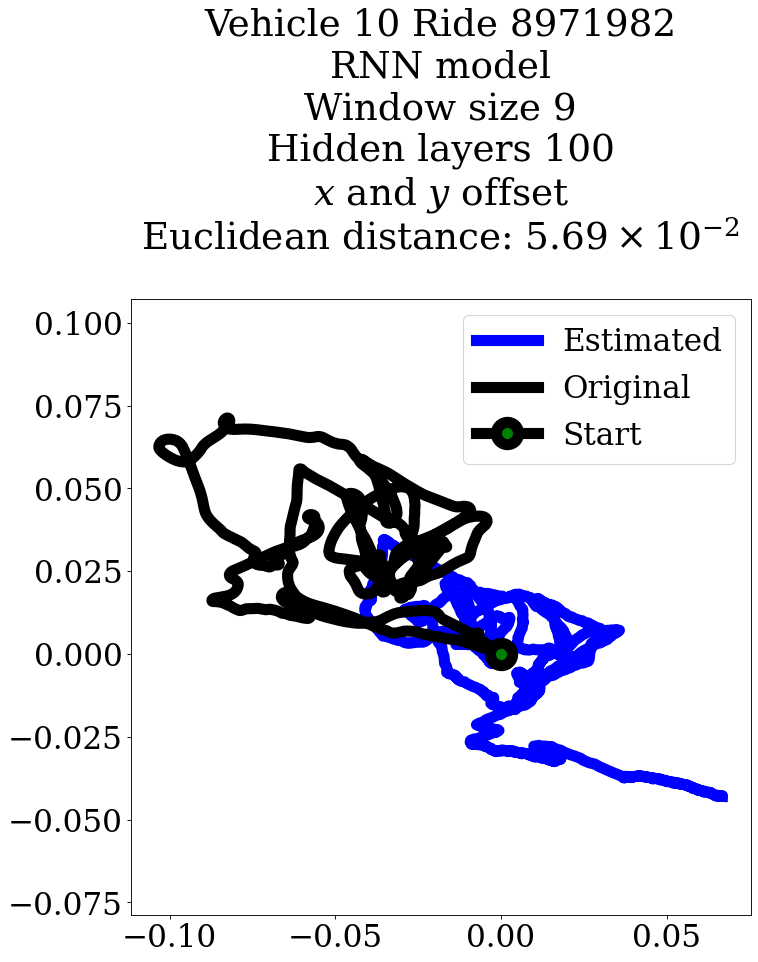 Vehicle 10 Ride 8971982
RNN model
Window size 9
Hidden layers 100
x and y offset
Euclidean distance: 5.69 × 10⁻²
Estimated
Original
Start
0.100
0.075
0.050
0.025
0.000
−0.025
−0.050
−0.075
−0.10
−0.05
0.00
0.05